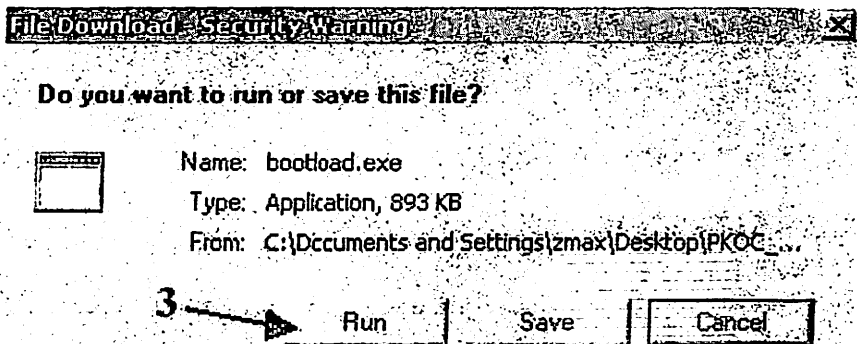 File Download - Security Warning
Do you want to run or save this file?
Name: bootload.exe
Type: Application, 893 KB
From: C:\Documents and Settings\zmax\Desktop\PKOC_...
3
Run Save Cancel